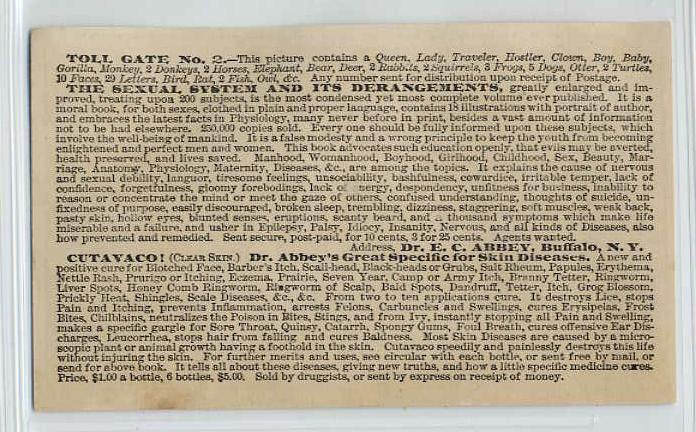 TOLL GATE No. 2.—This picture contains a Queen, Lady, Traveler, Hostler, Clown, Boy, Baby,
Gorilla, Monkey, 2 Donkeys, 2 Horses, Elephant, Bear, Deer, 2 Rabbits, 2 Squirrels, 3 Frogs, 5 Dogs, Otter, 2 Turtles,
10 Faces, 29 Letters, Bird, Rat, 2 Fish, Owl, &c. Any number sent for distribution upon receipt of Postage.
THE SEXUAL SYSTEM AND ITS DERANGEMENTS, greatly enlarged and im-
proved, treating upon 200 subjects, is the most condensed yet most complete volume ever published. It is a
moral book, for both sexes, clothed in plain and proper language, contains 18 illustrations with portrait of author,
and embraces the latest facts in Physiology, many never before in print, besides a vast amount of information
not to be had elsewhere. 250,000 copies sold. Every one should be fully informed upon these subjects, which
involve the well-being of mankind. It is a false modesty and a wrong principle to keep the youth from becoming
enlightened and perfect men and women. This book advocates such education openly, that evils may be averted,
health preserved, and lives saved. Manhood, Womanhood, Boyhood, Girlhood, Childhood, Sex, Beauty, Mar-
riage, Anatomy, Physiology, Maternity, Diseases, &c., are among the topics. It explains the cause of nervous
and sexual debility, languor, tiresome feelings, unsociability, bashfulness, cowardice, irritable temper, lack of
confidence, forgetfulness, gloomy forebodings, lack of nergy, despondency, unfitness for business, inability to
reason or concentrate the mind or meet the gaze of others, confused understanding, thoughts of suicide, un-
fixedness of purpose, easily discouraged, broken sleep, trembling, dizziness, staggering, soft muscles, weak back,
pasty skin, hollow eyes, blunted senses, eruptions, scanty beard, and a thousand symptoms which make life
miserable and a failure, and usher in Epilepsy, Palsy, Idiocy, Insanity, Nervous, and all kinds of Diseases, also
how prevented and remedied. Sent secure, post-paid, for 10 cents, 3 for 25 cents. Agents wanted.
Address, Dr. E. C. ABBEY, Buffalo, N. Y.
CUTAVACO! (CLEAR SKIN.) Dr. Abbey's Great Specific for Skin Diseases. A new and
positive cure for Blotched Face, Barber's Itch, Scall-head, Black-heads or Grubs, Salt Rheum, Papules, Erythema,
Nettle Rash, Prurigo Itching, Eczema, Prairie, Seven Year, Camp or Army Itch, Branny Tetter, Ringworm,
Liver Spots, Honey Comb Ringworm, Ringworm of Scalp, Bald Spots, Dandruff, Tetter, Itch, Grog Blossom,
Prickly Heat, Shingles, Scale Diseases, &c., &c. From two to ten applications cure. It destroys Lice, stops
Pain and Itching, prevents Inflammation, arrests Felons, Carbuncles and Swellings, cures Erysipelas, Frost
Bites, Chilblains, neutralizes the Poison in Bites, Stings, and from Ivy, instantly stopping all Pain and Swelling,
makes a specific gargle for Sore Throat, Quinsy, Catarrh, Spongy Gums, Foul Breath, cures offensive Ear Dis-
charges, Leucorrhea, stops hair from falling and cures Baldness. Most Skin Diseases are caused by a micro-
scopic plant or animal growth having a foothold in the skin. Cutavaco speedily and painlessly destroys this life
without injuring the skin. For further merits and uses, see circular with each bottle, or sent free by mail, or
send for above book. It tells all about these diseases, giving new truths, and how a little specific medicine cures.
Price, $1.00 a bottle, 6 bottles, $5.00. Sold by druggists, or sent by express on receipt of money.